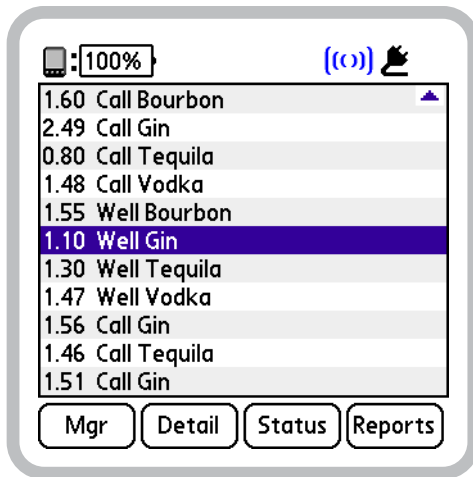 :100%
1.60 Call Bourbon
2.49 Call Gin
0.80 Call Tequila
1.48 Call Vodka
1.55 Well Bourbon
1.10 Well Gin
1.30 Well Tequila
1.47 Well Vodka
1.56 Call Gin
1.46 Call Tequila
1.51 Call Gin
Mgr Detail Status Reports